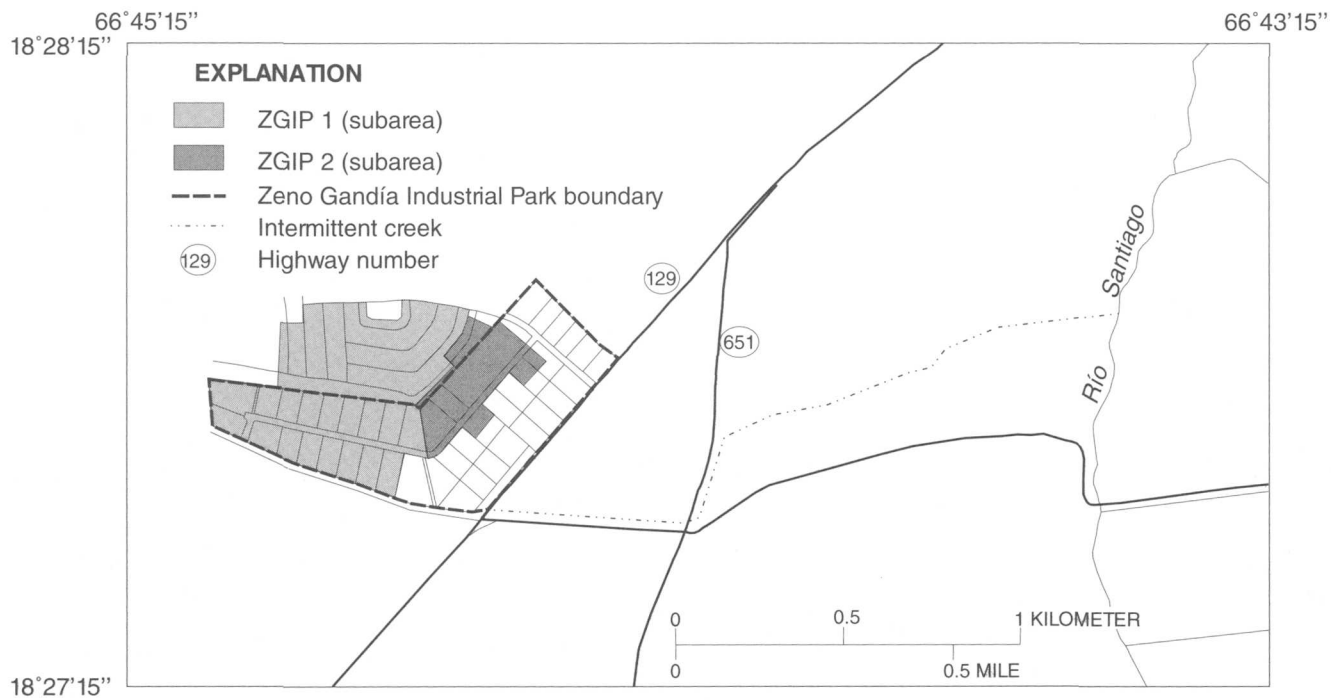 66°45'15" 66°43'15"
18°28'15"
EXPLANATION
ZGIP 1 (subarea)
ZGIP 2 (subarea)
Zeno Gandía Industrial Park boundary
Intermittent creek
129 Highway number
129
651
Santiago
Río
0 0.5 1 KILOMETER
0 0.5 MILE
18°27'15"